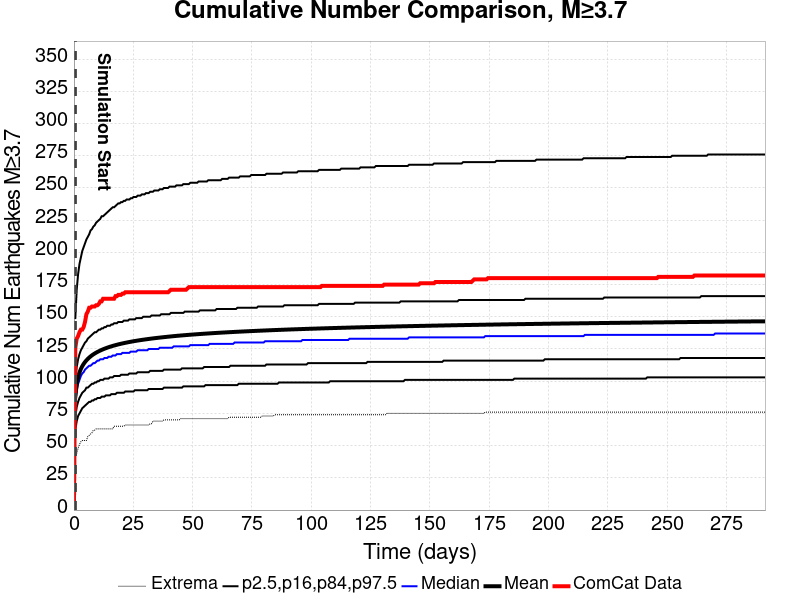 Cumulative Number Comparison, M≥3.7
Cumulative Num Earthquakes M≥3.7
350
325
300
275
250
225
200
175
150
125
100
75
50
25
0
Simulation Start
0 25 50 75 100 125 150 175 200 225 250 275
Time (days)
Extrema p2.5,p16,p84,p97.5 Median Mean ComCat Data